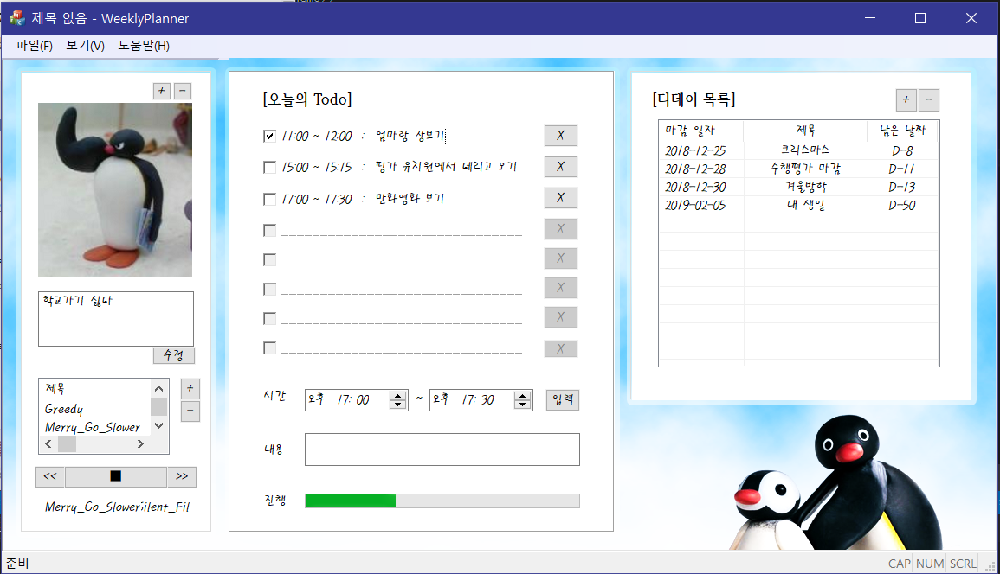 제목 없음 - WeeklyPlanner
파일(F) 보기(V) 도움말(H)
+ -
학교가기 싫다
수정
제목
Greedy
Merry_Go_Slower
+
-
<< >>
Merry_Go_Slower
[오늘의 Todo]
11:00 ~ 12:00 : 엄마랑 장보기 X
15:00 ~ 15:15 : 핑가 유치원에서 데리고 오기 X
17:00 ~ 17:30 : 만화영화 보기 X
X
X
X
X
X
시간 오후 17: 00 ~ 오후 17: 30 입력
내용
진행
[디데이 목록] + -
마감 일자 제목 남은 날짜
2018-12-25 크리스마스 D-8
2018-12-28 수행평가 마감 D-11
2018-12-30 겨울방학 D-13
2019-02-05 내 생일 D-50
준비 CAP NUM SCRL